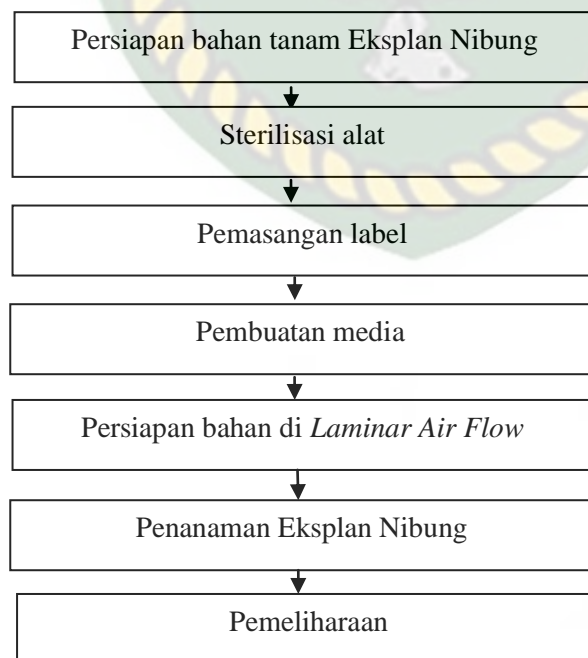 Persiapan bahan tanam Eksplan Nibung
Sterilisasi alat
Pemasangan label
Pembuatan media
Persiapan bahan di Laminar Air Flow
Penanaman Eksplan Nibung
Pemeliharaan